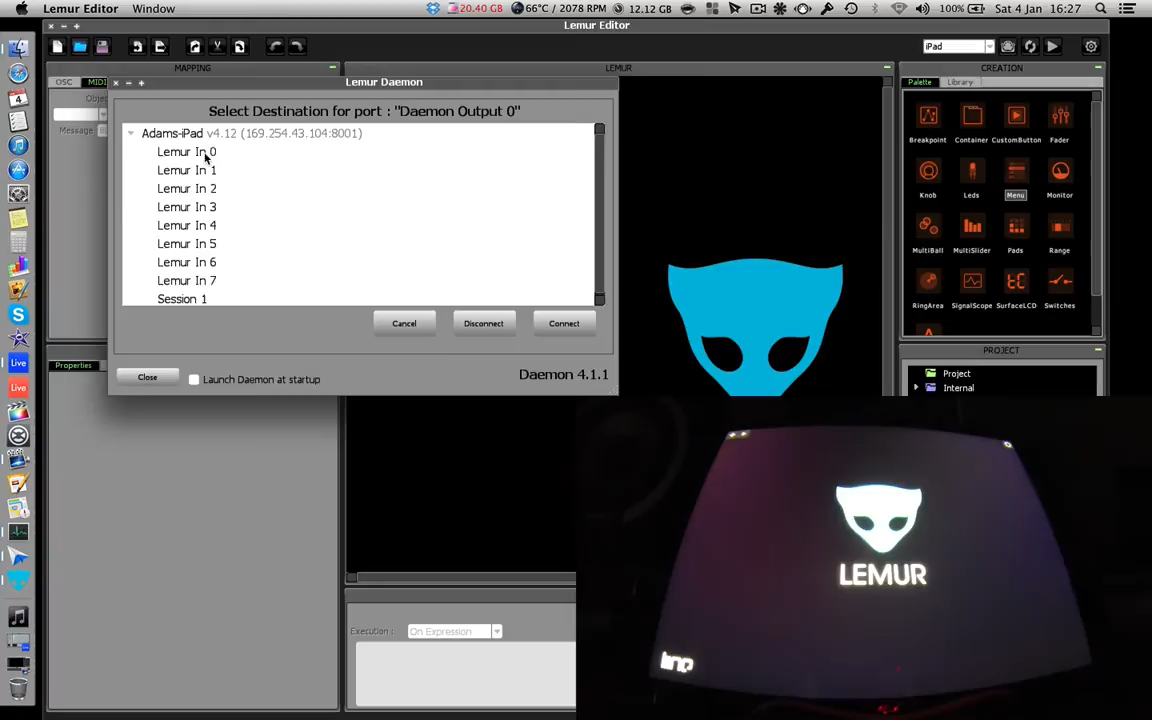 Lemur Editor Window 20.40 GB 66°C / 2078 RPM 12.12 GB 100% Sat 4 Jan 16:27
Lemur Editor
iPad
MAPPING
LEMUR
CREATION
OSC MIDI
Palette Library
Lemur Daemon
Select Destination for port : "Daemon Output 0"
Adams-iPad v4.12 (169.254.43.104:8001)
Lemur In 0
Lemur In 1
Lemur In 2
Lemur In 3
Lemur In 4
Lemur In 5
Lemur In 6
Lemur In 7
Session 1
Cancel Disconnect Connect
Close Launch Daemon at startup Daemon 4.1.1
Obje
Message
Breakpoint Container CustomButton Fader
Knob Leds Menu Monitor
MultiBall MultiSlider Pads Range
RingArea SignalScope SurfaceLCD Switches
PROJECT
Project
Internal
Properties
Execution : On Expression
Live
Live
4
LEMUR